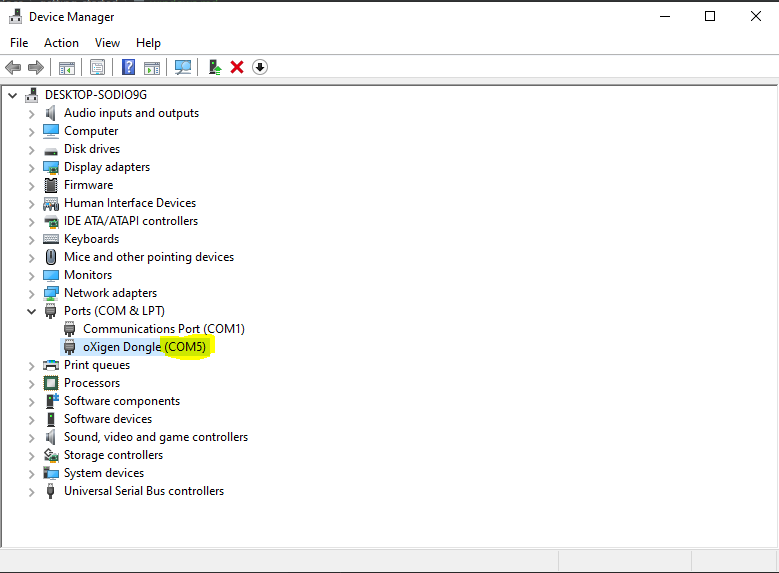 Device Manager
File Action View Help
DESKTOP-SODIO9G
Audio inputs and outputs
Computer
Disk drives
Display adapters
Firmware
Human Interface Devices
IDE ATA/ATAPI controllers
Keyboards
Mice and other pointing devices
Monitors
Network adapters
Ports (COM & LPT)
Communications Port (COM1)
oXigen Dongle (COM5)
Print queues
Processors
Software components
Software devices
Sound, video and game controllers
Storage controllers
System devices
Universal Serial Bus controllers